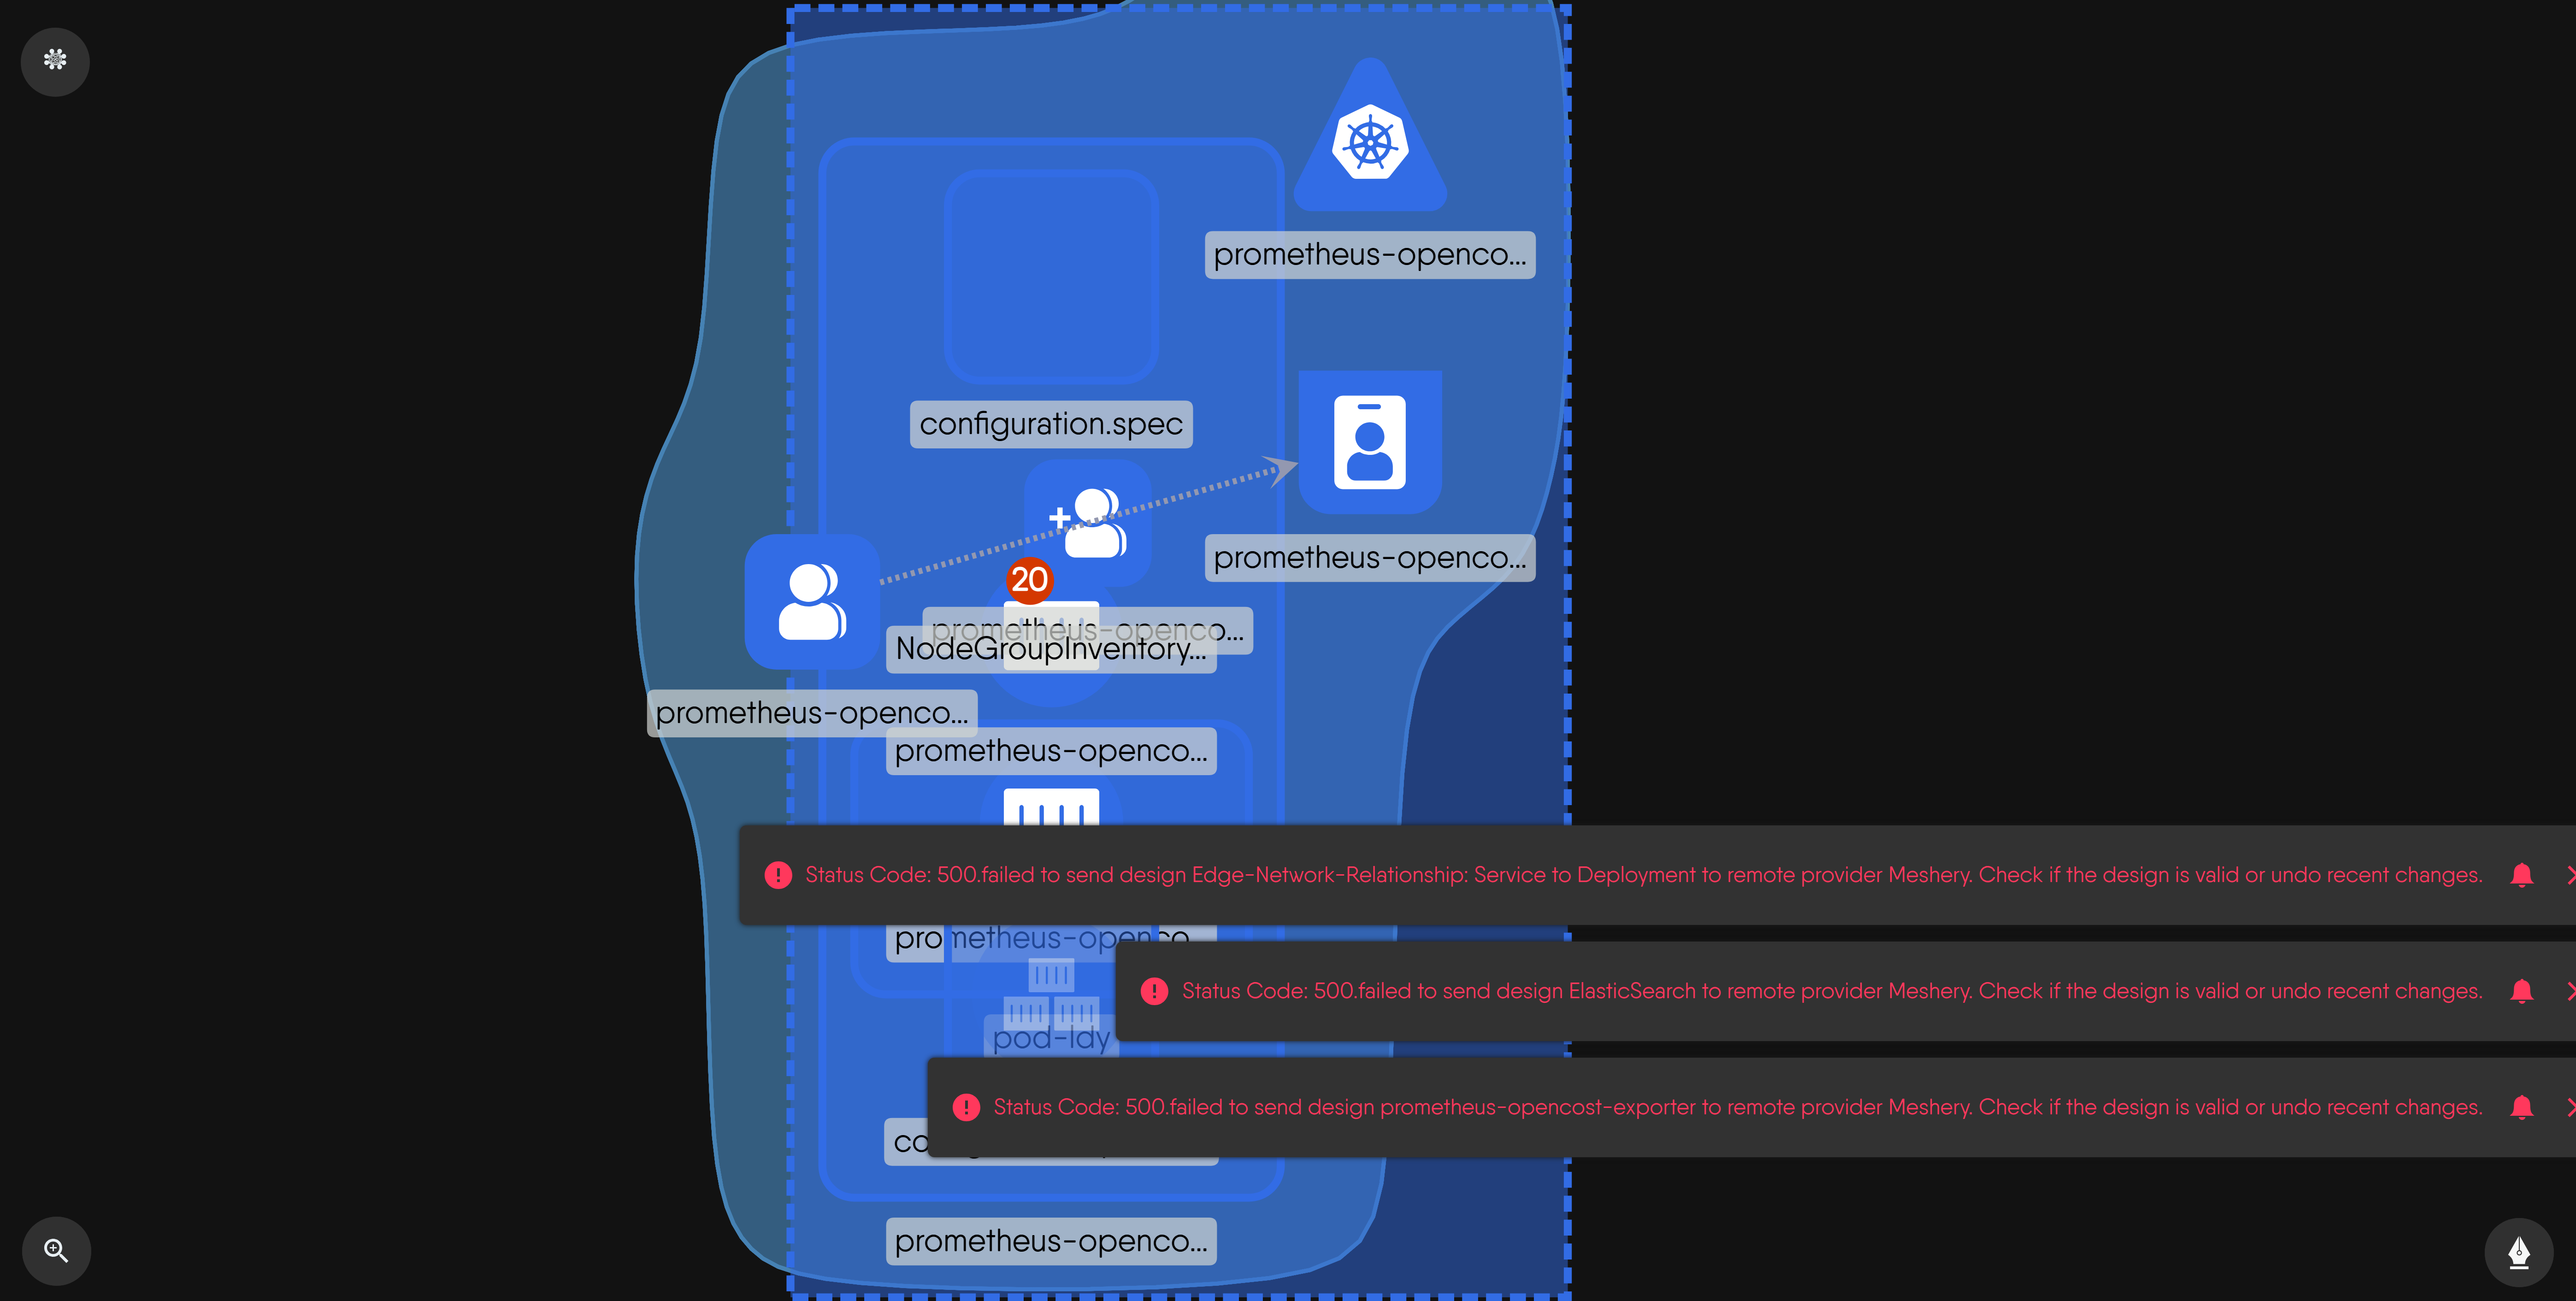 prometheus-openco...
configuration.spec
prometheus-openco...
20
prometheus-openco...
NodeGroupInventory...
prometheus-openco...
prometheus-openco...
Status Code: 500.failed to send design Edge-Network-Relationship: Service to Deployment to remote provider Meshery. Check if the design is valid or undo recent changes.
prometheus-openco
Status Code: 500.failed to send design ElasticSearch to remote provider Meshery. Check if the design is valid or undo recent changes.
pod-ldy
Status Code: 500.failed to send design prometheus-opencost-exporter to remote provider Meshery. Check if the design is valid or undo recent changes.
prometheus-openco...